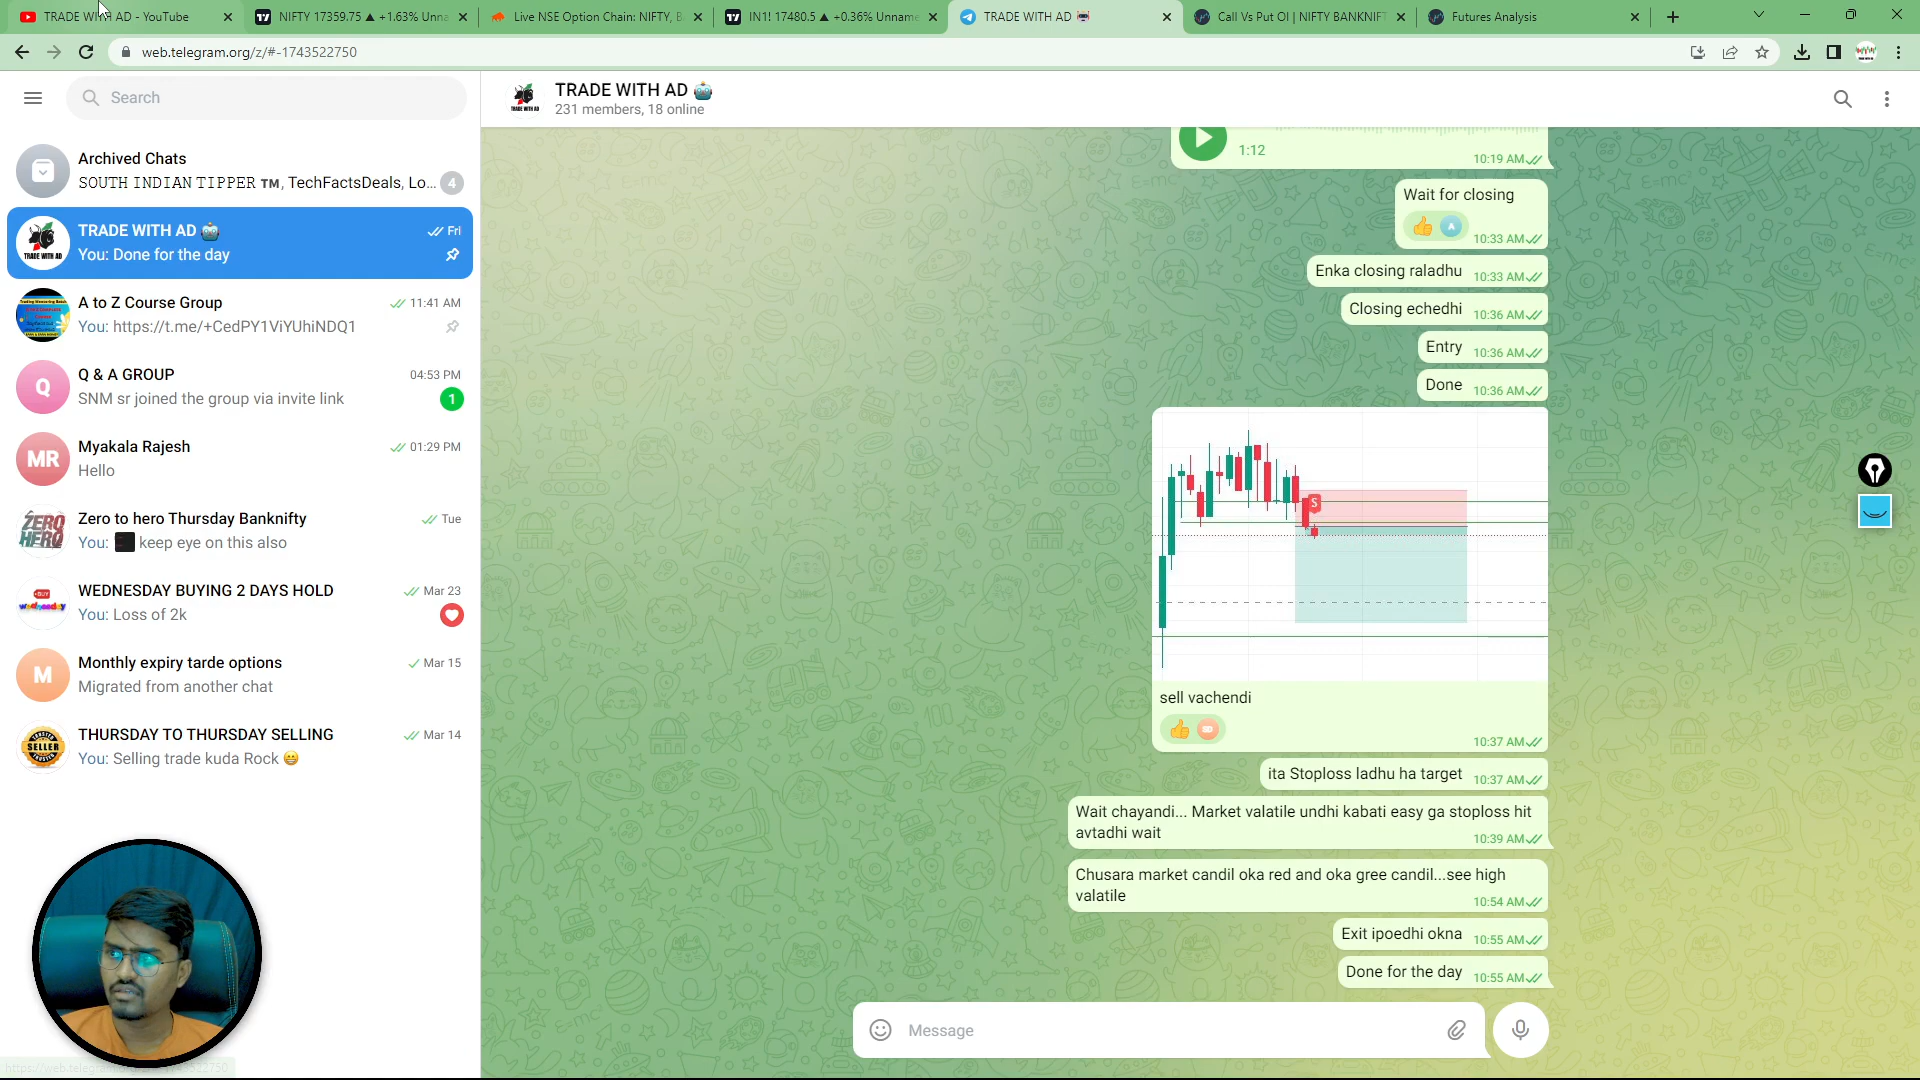 TRADE WITH AD - YouTube
NIFTY 17359.75 ▲ +1.63% Unna
Live NSE Option Chain: NIFTY, B
IN1! 17480.5 ▲ +0.36% Unname
TRADE WITH AD
Call Vs Put OI | NIFTY BANKNIFT
Futures Analysis
web.telegram.org/z/#-1743522750
Search
TRADE WITH AD 🤖
231 members, 18 online
Archived Chats
SOUTH INDIAN TIPPER ™, TechFactsDeals, Lo...
4
TRADE WITH AD 🤖
Fri
You: Done for the day
A to Z Course Group
11:41 AM
You: https://t.me/+CedPY1ViYUhiNDQ1
Q
Q & A GROUP
04:53 PM
SNM sr joined the group via invite link
1
MR
Myakala Rajesh
01:29 PM
Hello
ZERO HERO
Zero to hero Thursday Banknifty
Tue
You: keep eye on this also
WEDNESDAY BUYING 2 DAYS HOLD
Mar 23
You: Loss of 2k
M
Monthly expiry tarde options
Mar 15
Migrated from another chat
SELLER
THURSDAY TO THURSDAY SELLING
Mar 14
You: Selling trade kuda Rock 😁
1:12
10:19 AM
Wait for closing
👍 A
10:33 AM
Enka closing raladhu 10:33 AM
Closing echedhi 10:36 AM
Entry 10:36 AM
Done 10:36 AM
S
sell vachendi
👍
10:37 AM
ita Stoploss ladhu ha target 10:37 AM
Wait chayandi... Market valatile undhi kabati easy ga stoploss hit
avtadhi wait
10:39 AM
Chusara market candil oka red and oka gree candil...see high
valatile
10:54 AM
Exit ipoedhi okna 10:55 AM
Done for the day 10:55 AM
Message